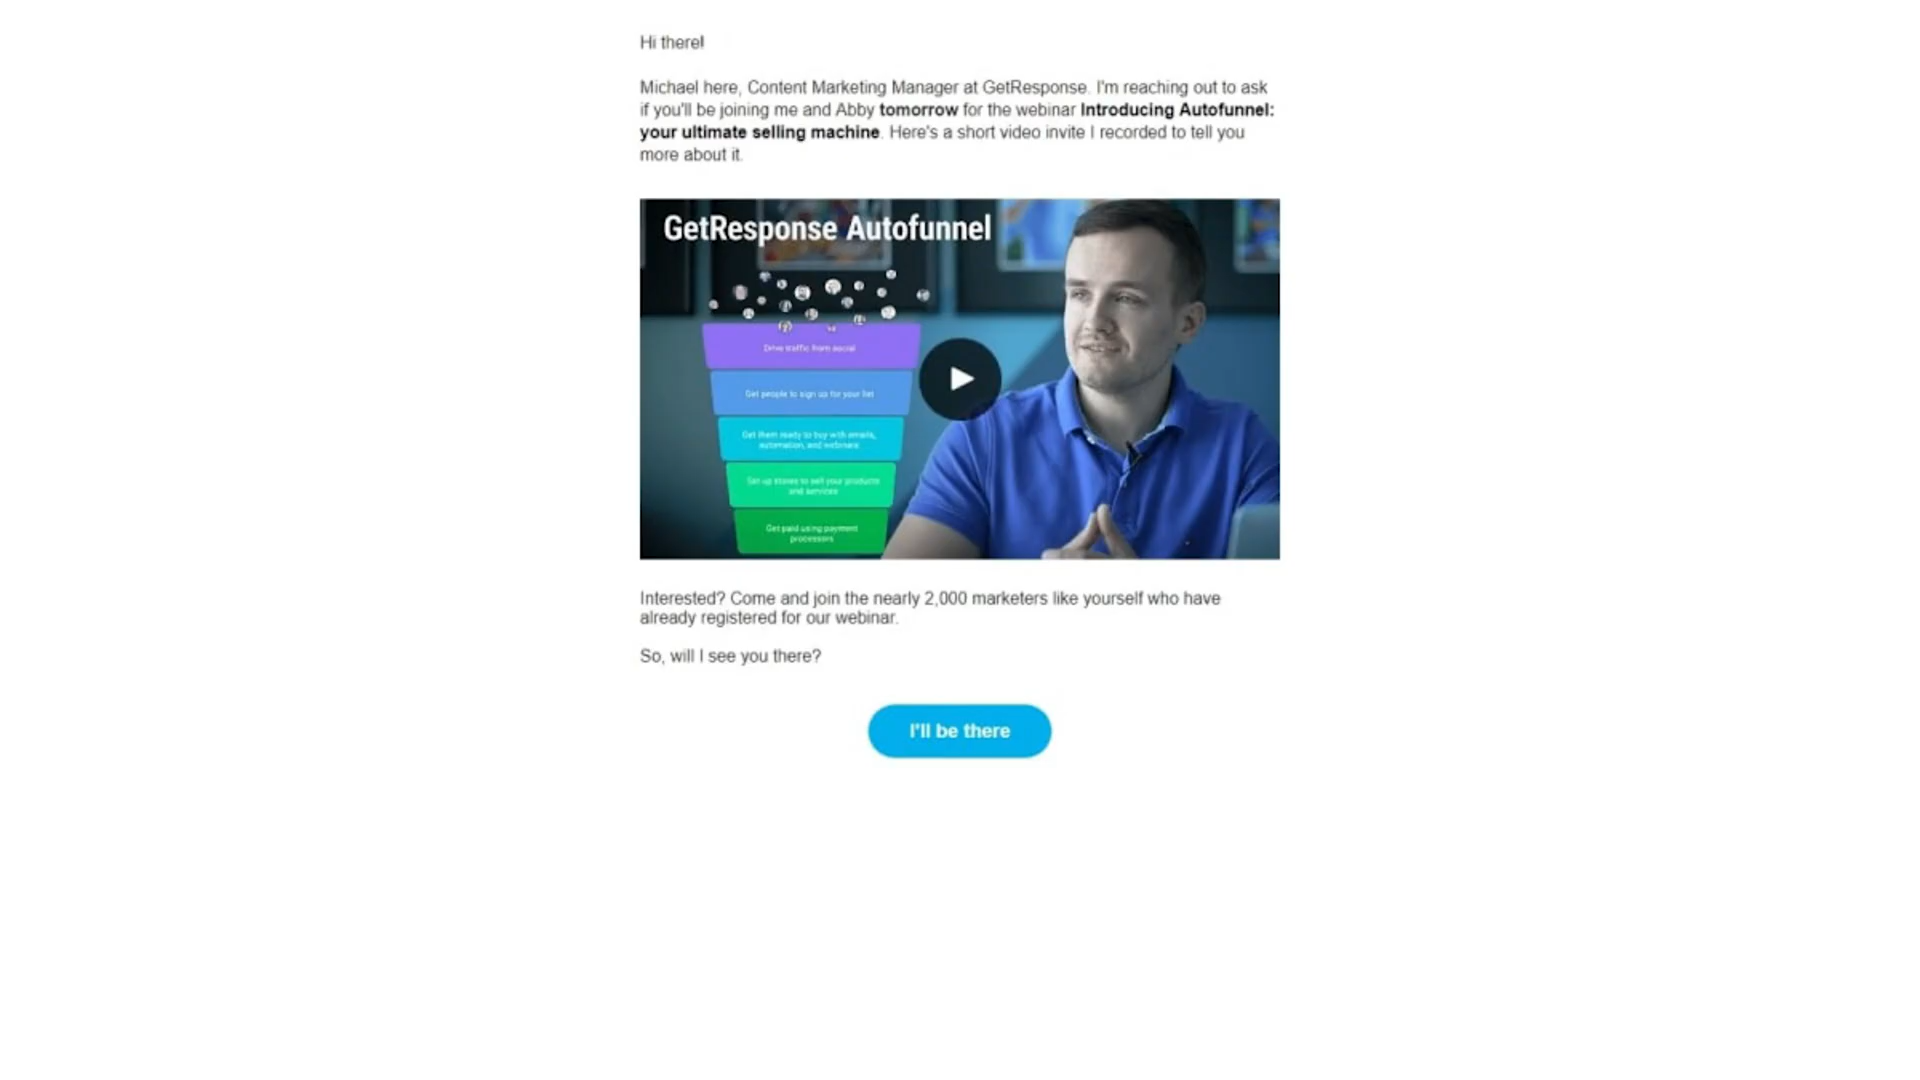 Hi there!
Michael here, Content Marketing Manager at GetResponse. I'm reaching out to ask
if you'll be joining me and Abby tomorrow for the webinar Introducing Autofunnel:
your ultimate selling machine. Here's a short video invite I recorded to tell you
more about it.
GetResponse Autofunnel
Drive traffic from social
Get people to sign up for your list
Get them ready to buy with emails,
automation, and webinars
Set up stores to sell your products
and services
Get paid using payment
processors
Interested? Come and join the nearly 2,000 marketers like yourself who have
already registered for our webinar.
So, will I see you there?
I'll be there